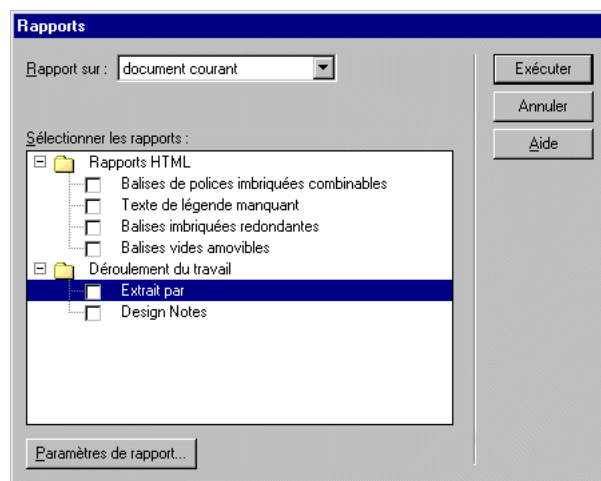 Rapports
Rapport sur : document courant
Exécuter
Annuler
Aide
Sélectionner les rapports :
Rapports HTML
Balises de polices imbriquées combinables
Texte de légende manquant
Balises imbriquées redondantes
Balises vides amovibles
Déroulement du travail
Extrait par
Design Notes
Paramètres de rapport...